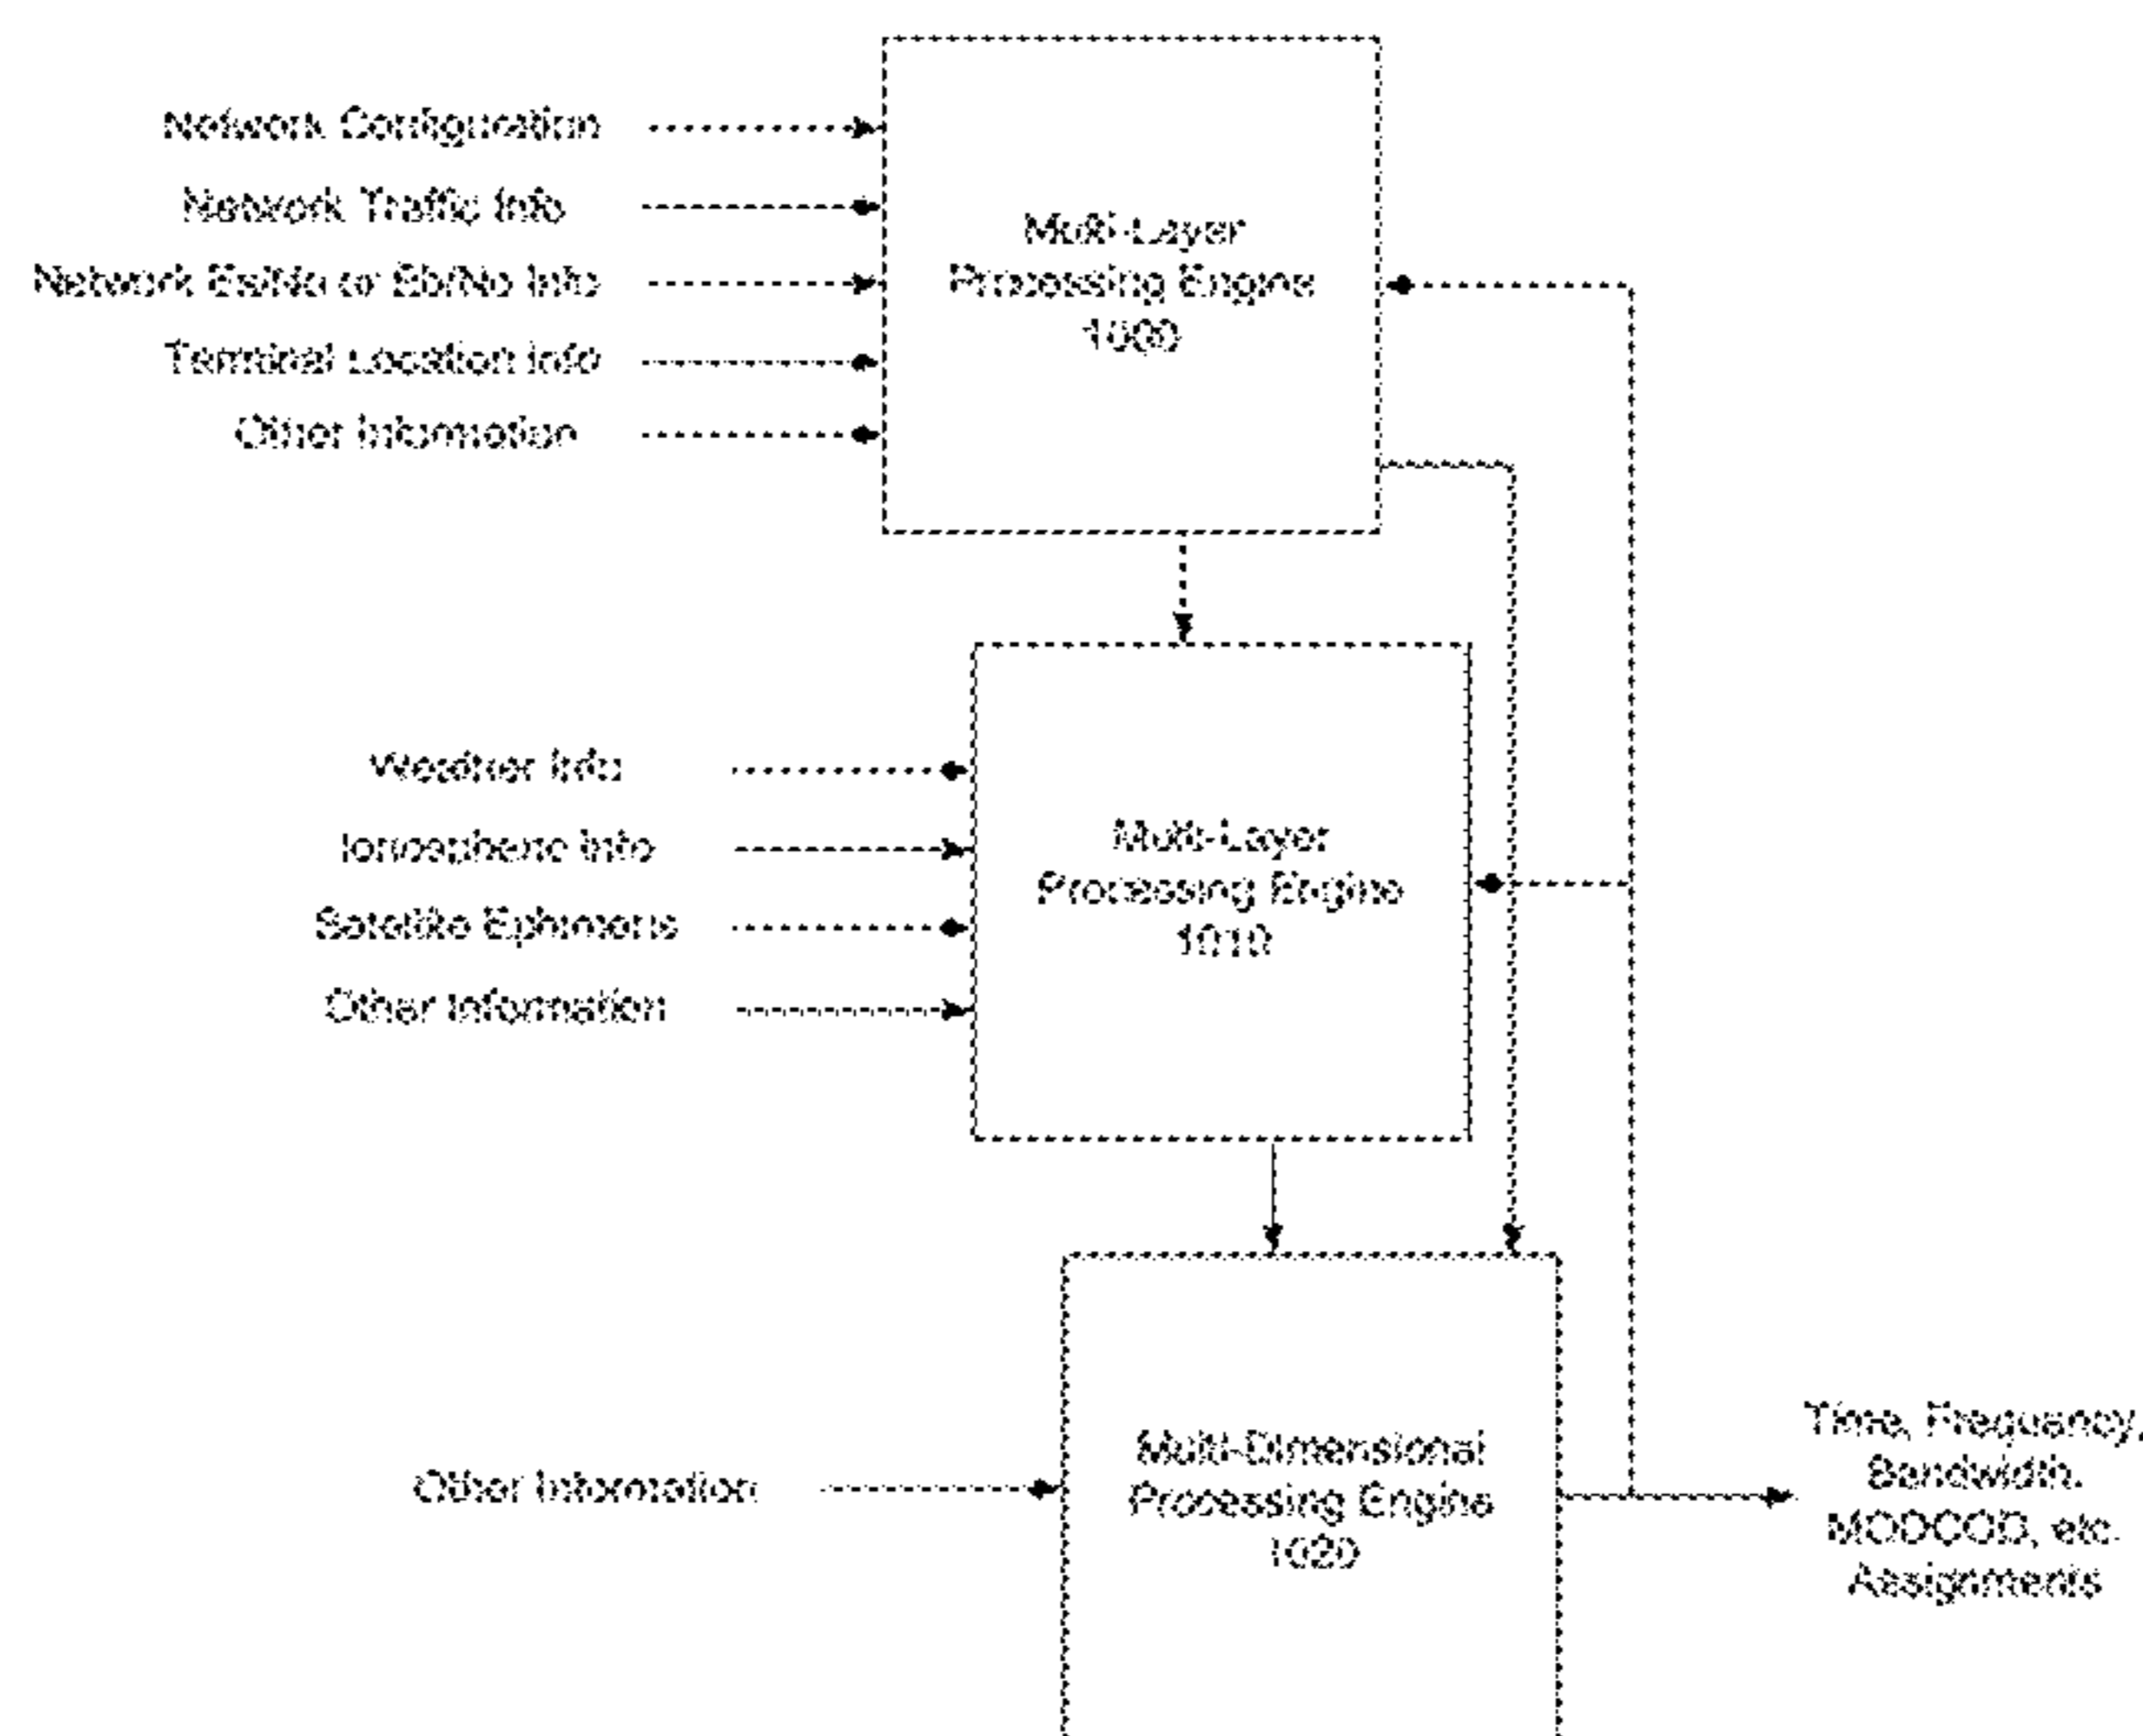 Network Configuration
Network Traffic Info
Network Es/No or Eb/No Info
Terminal Location Info
Other Information
Multi-Layer
Processing Engine
1000
Weather Info
Ionospheric Info
Satellite Ephimeris
Other Information
Multi-Layer
Processing Engine
1010
Other Information
Multi-Dimensional
Processing Engine
1020
Time, Frequency,
Bandwidth,
MODCOD, etc.
Assignments